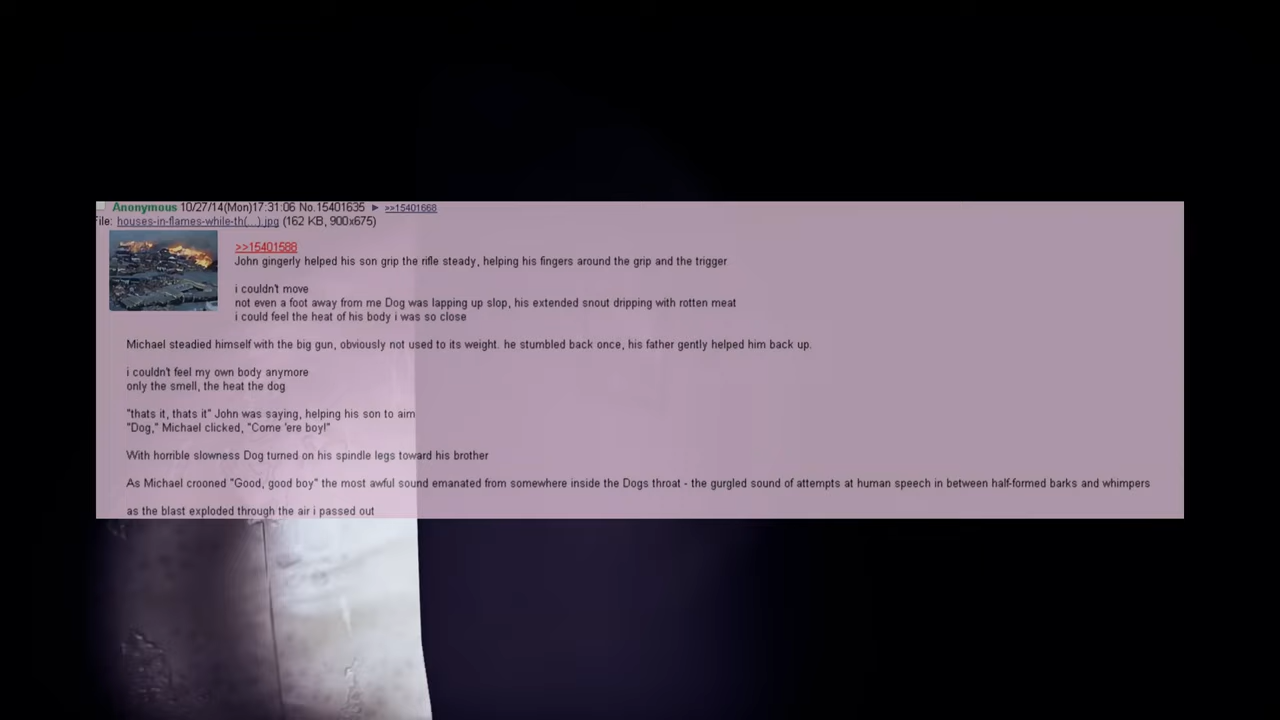 Anonymous 10/27/14(Mon)17:31:06 No.15401635 ► >>15401668
File: houses-in-flames-while-th(...).jpg (162 KB, 900x675)
>>15401588
John gingerly helped his son grip the rifle steady, helping his fingers around the grip and the trigger
i couldn't move
not even a foot away from me Dog was lapping up slop, his extended snout dripping with rotten meat
i could feel the heat of his body i was so close
Michael steadied himself with the big gun, obviously not used to its weight. he stumbled back once, his father gently helped him back up.
i couldn't feel my own body anymore
only the smell, the heat the dog
"thats it, thats it" John was saying, helping his son to aim
"Dog," Michael clicked, "Come 'ere boy!"
With horrible slowness Dog turned on his spindle legs toward his brother
As Michael crooned "Good, good boy" the most awful sound emanated from somewhere inside the Dogs throat - the gurgled sound of attempts at human speech in between half-formed barks and whimpers
as the blast exploded through the air i passed out